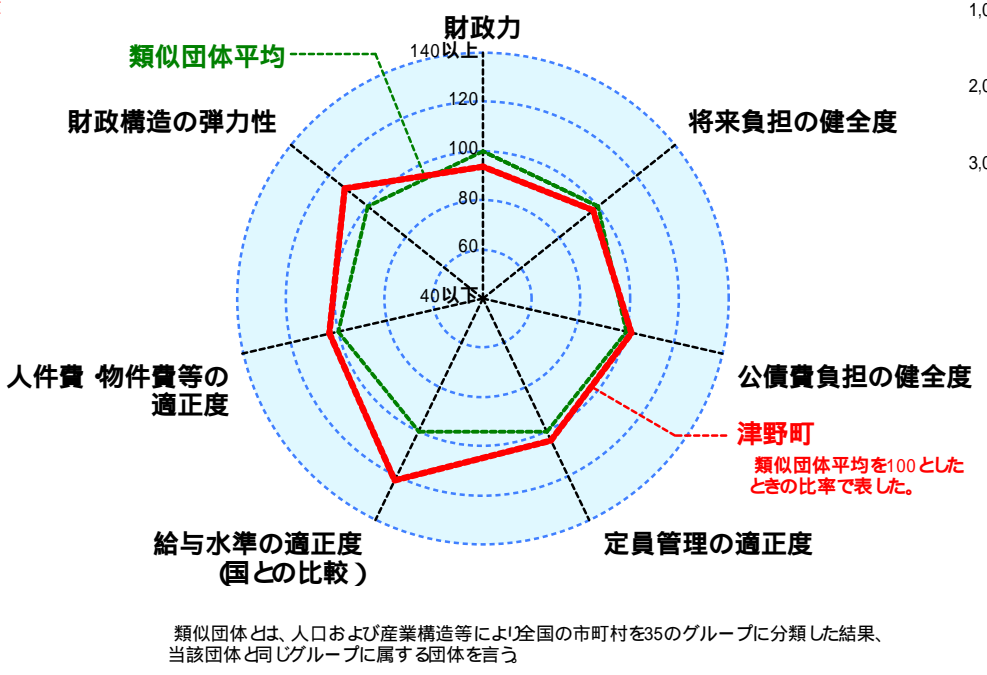 財政力
140以上
1,0
類似団体平均
2,0
120
財政構造の弾力性
将来負担の健全度
100
3,0
80
60
40以下
人件費・物件費等の
適正度
公債費負担の健全度
津野町
類似団体平均を100とした
ときの比率で表した。
給与水準の適正度
(国との比較)
定員管理の適正度
類似団体とは、人口および産業構造等により全国の市町村を35のグループに分類した結果、
当該団体と同じグループに属する団体を言う。